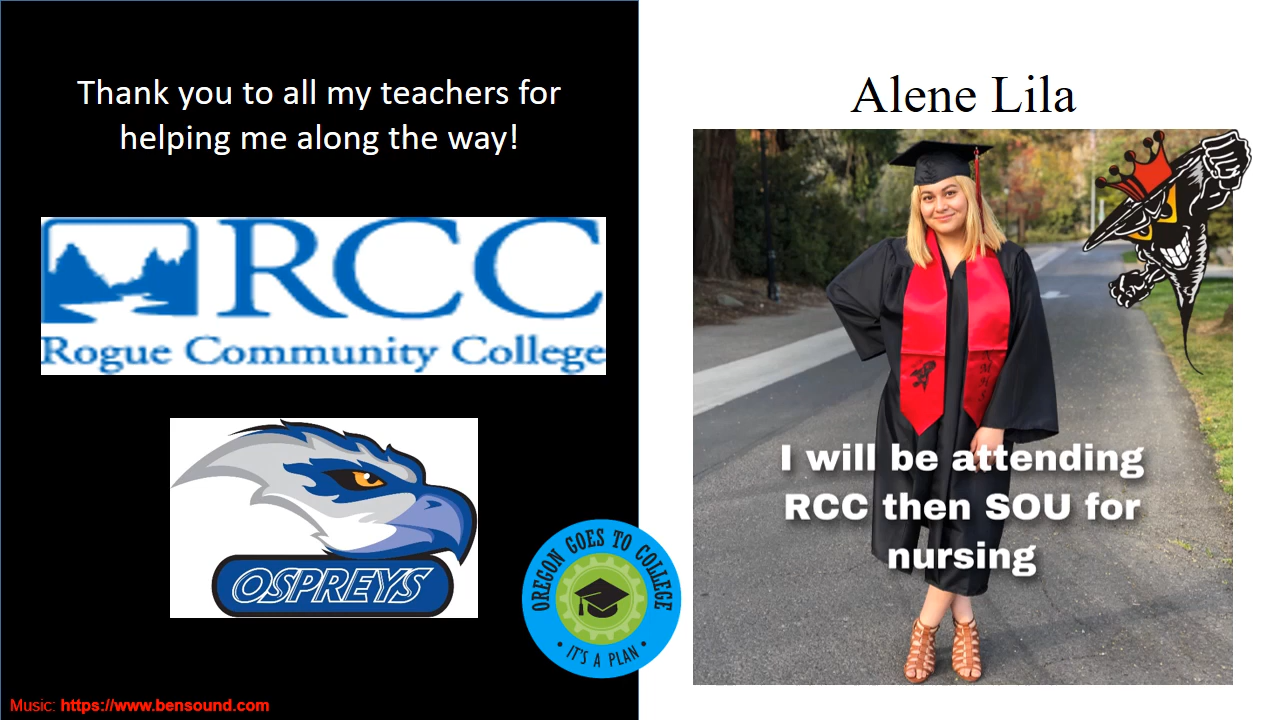 Thank you to all my teachers for
helping me along the way!
RCC
Rogue Community College
OSPREYS
OREGON GOES TO COLLEGE
• IT'S A PLAN •
Music: https://www.bensound.com
Alene Lila
I will be attending
RCC then SOU for
nursing